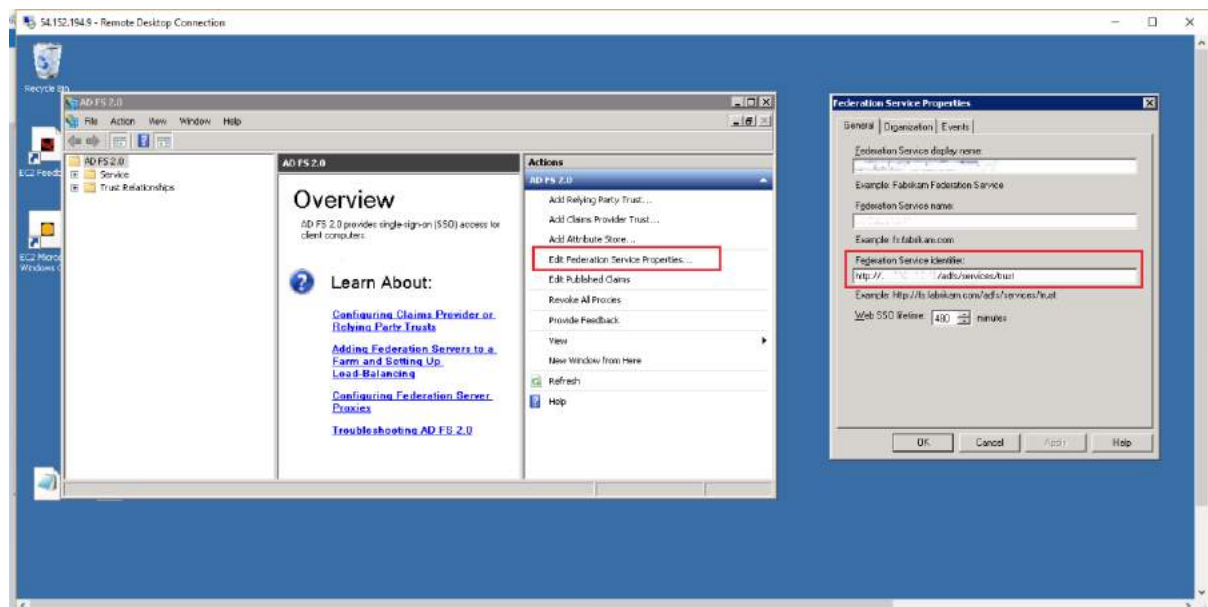 54.152.194.9 - Remote Desktop Connection
Recycle Bin
AD FS 2.0
File Action View Window Help
AD FS 2.0
Service
Trust Relationships
EC2 Feedb
EC2 Micros
Windows G
AD FS 2.0
Overview
AD FS 2.0 provides single-sign-on (SSO) access for
client computers.
Learn About:
Configuring Claims Provider or
Relying Party Trusts
Adding Federation Servers to a
Farm and Setting Up
Load-Balancing
Configuring Federation Server
Proxies
Troubleshooting AD FS 2.0
Actions
AD FS 2.0
Add Relying Party Trust...
Add Claims Provider Trust...
Add Attribute Store...
Edit Federation Service Properties...
Edit Published Claims
Revoke All Proxies
Provide Feedback
View
New Window from Here
Refresh
Help
Federation Service Properties
General Organization Events
Federation Service display name:
Example: Fabrikam Federation Service
Federation Service name:
Example: fs.fabrikam.com
Federation Service identifier:
http:// /adfs/services/trust
Example: http://fs.fabrikam.com/adfs/services/trust
Web SSO lifetime: 480 minutes
OK Cancel Apply Help